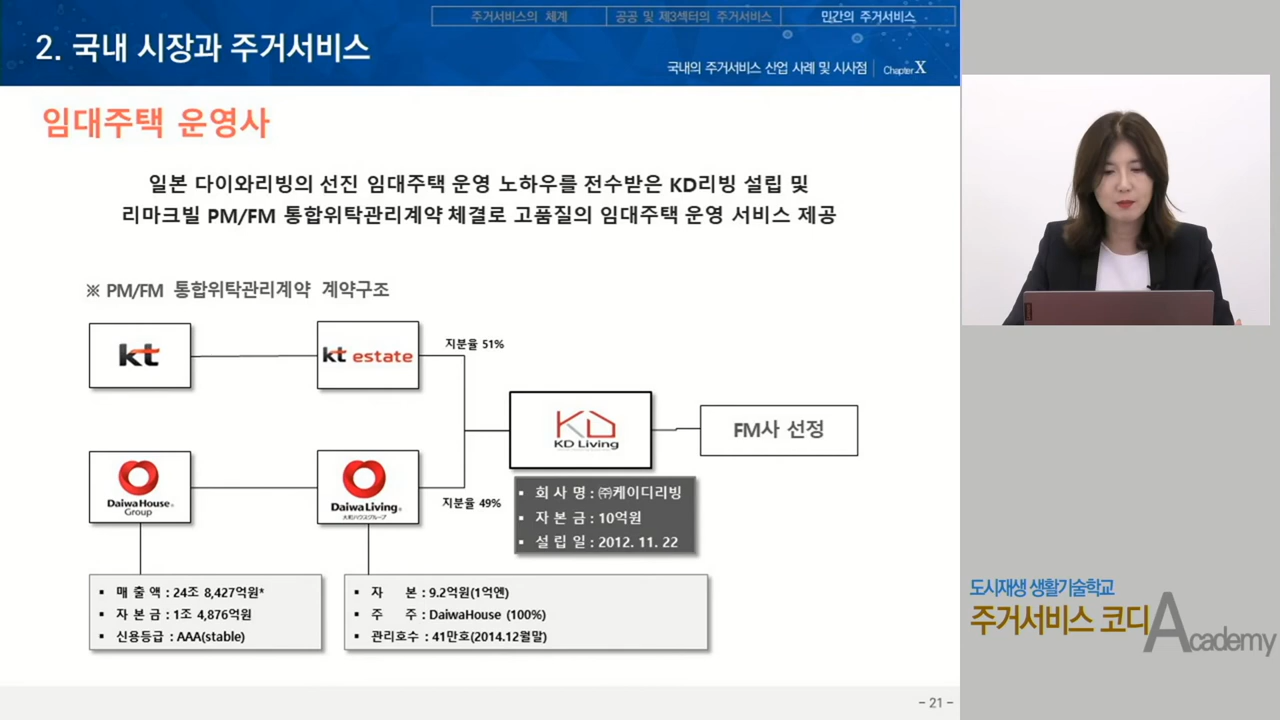 주거서비스의 체계
공공 및 제3섹터의 주거서비스
민간의 주거서비스
2. 국내 시장과 주거서비스
국내의 주거서비스 산업 사례 및 시사점
Chapter X
임대주택 운영사
일본 다이와리빙의 선진 임대주택 운영 노하우를 전수받은 KD리빙 설립 및
리마크빌 PM/FM 통합위탁관리계약 체결로 고품질의 임대주택 운영 서비스 제공
※ PM/FM 통합위탁관리계약 계약구조
kt
kt estate
지분율 51%
KD
KD Living
FM사 선정
Daiwa House®
Group
Daiwa Living®
大和ハウスグループ
지분율 49%
▪ 회 사 명 : ㈜케이디리빙
▪ 자 본 금 : 10억원
▪ 설 립 일 : 2012. 11. 22
▪ 매 출 액 : 24조 8,427억원*
▪ 자 본 금 : 1조 4,876억원
▪ 신용등급 : AAA(stable)
▪ 자 본 : 9.2억원(1억엔)
▪ 주 주 : DaiwaHouse (100%)
▪ 관리호수 : 41만호(2014.12월말)
도시재생 생활기술학교
주거서비스 코디 Academy
- 21 -